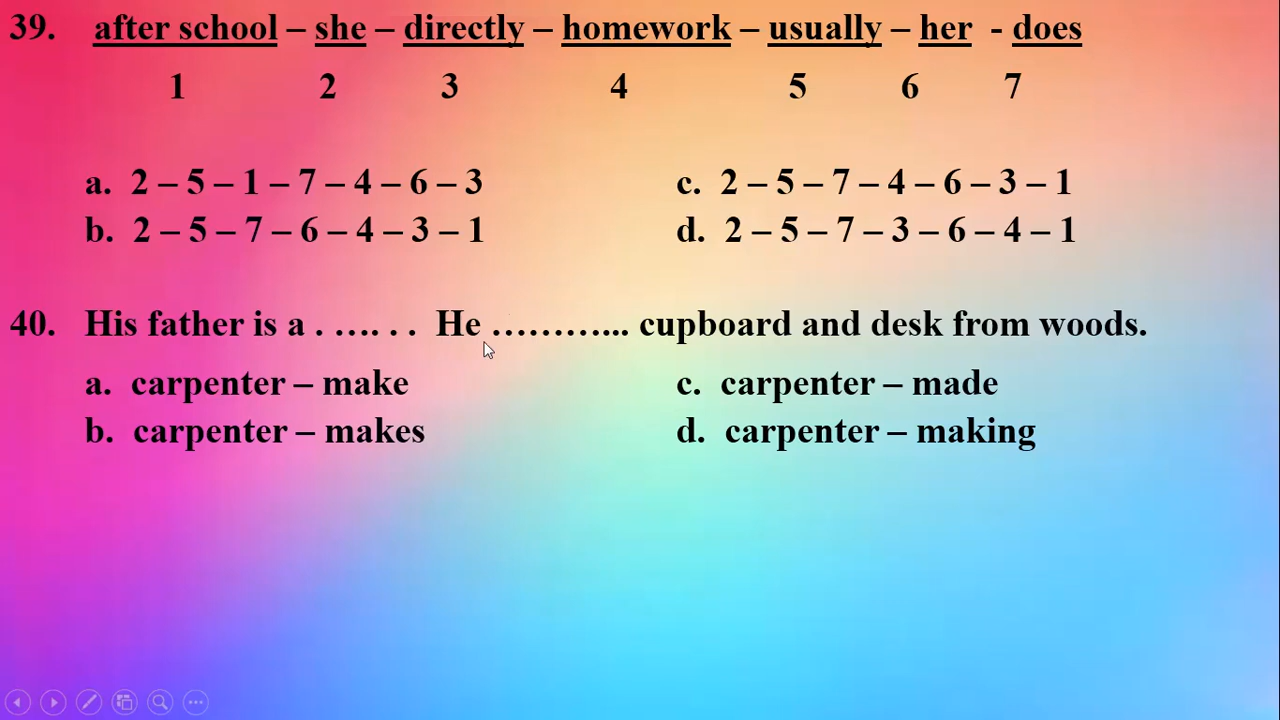 39. after school – she – directly – homework – usually – her - does
1 2 3 4 5 6 7
a. 2 – 5 – 1 – 7 – 4 – 6 – 3 c. 2 – 5 – 7 – 4 – 6 – 3 – 1
b. 2 – 5 – 7 – 6 – 4 – 3 – 1 d. 2 – 5 – 7 – 3 – 6 – 4 – 1
40. His father is a . …. . . He ………... cupboard and desk from woods.
a. carpenter – make c. carpenter – made
b. carpenter – makes d. carpenter – making